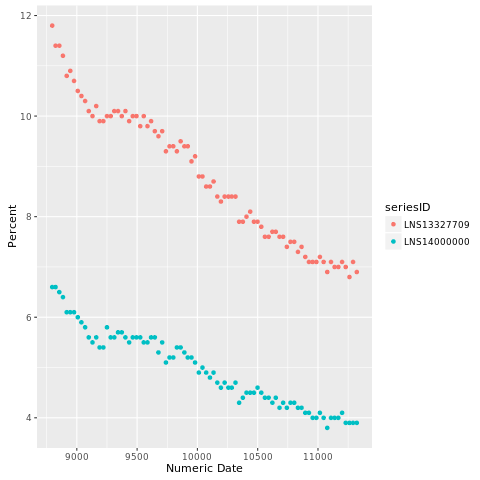 12
10
8
6
4
Percent
9000 9500 10000 10500 11000
Numeric Date
seriesID
LNS13327709
LNS14000000